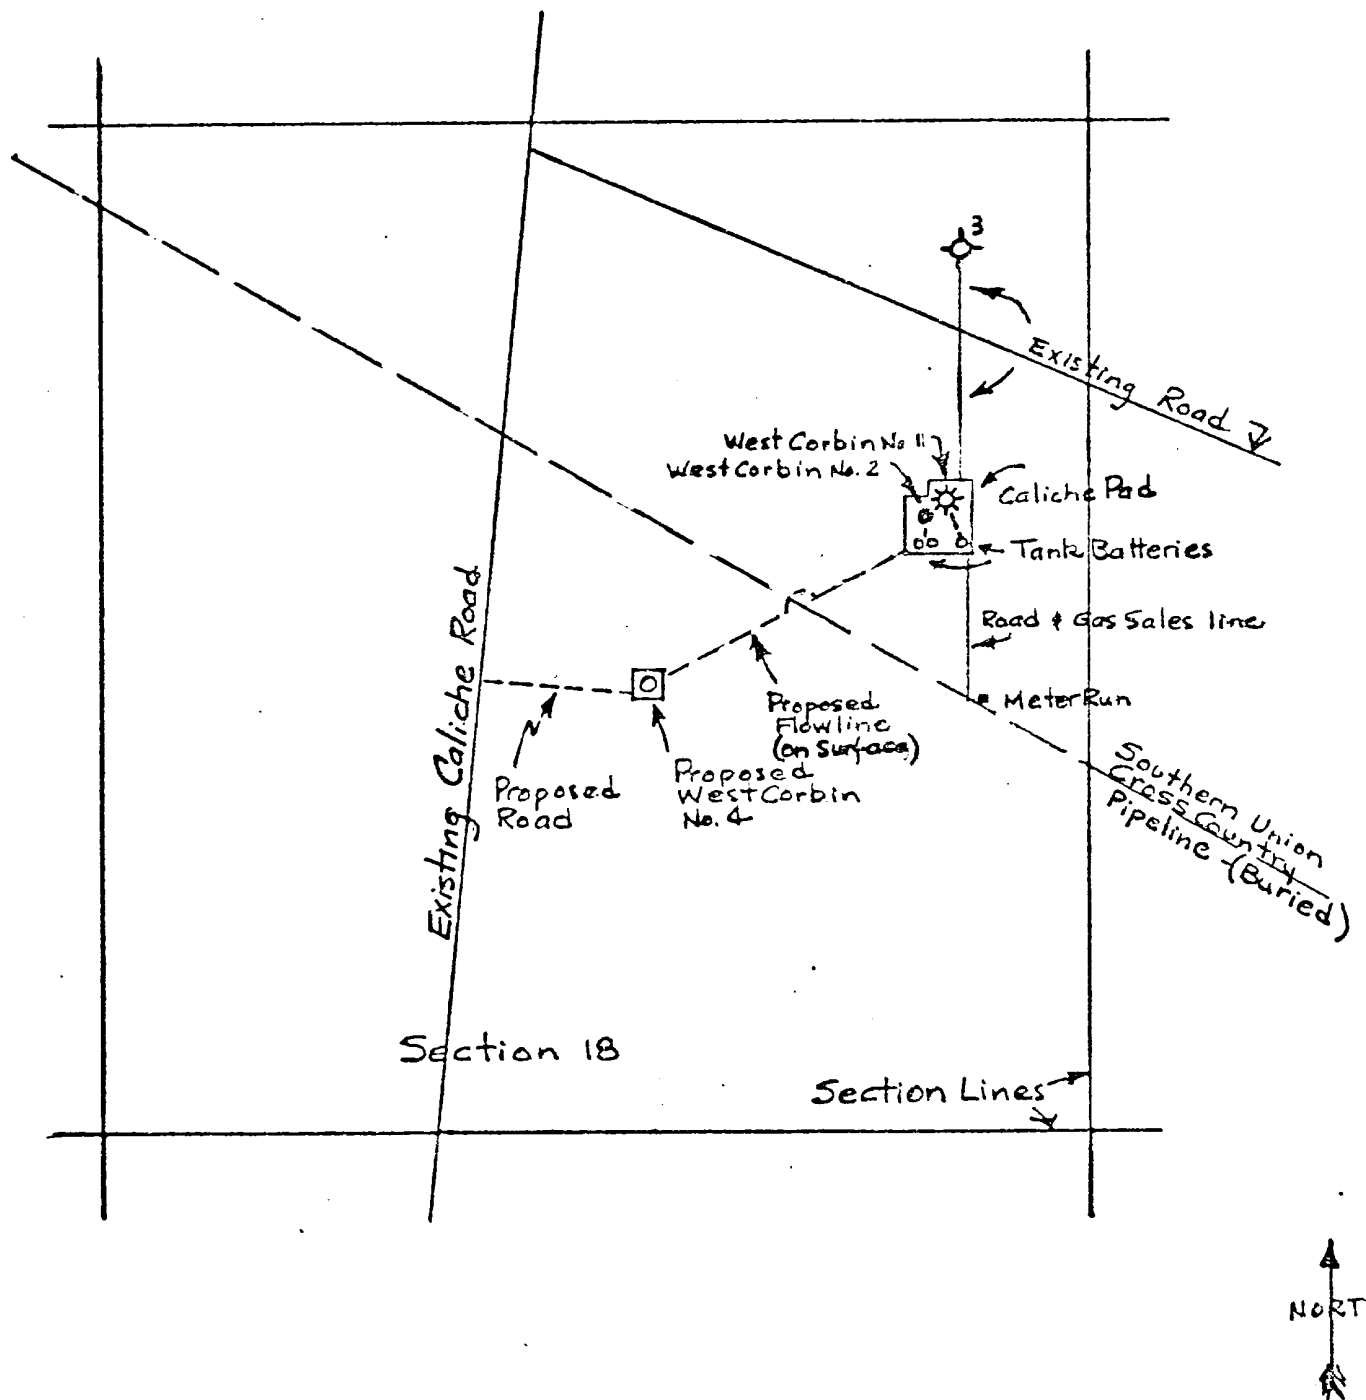 3
Existing Road
West Corbin No 1
West Corbin No. 2
Caliche Pad
Tank Batteries
Road & Gas Sales line
Meter Run
Proposed
Flowline
(on Surface)
Proposed
West Corbin
No. 4
Proposed
Road
Existing Caliche Road
Southern Union
Cross Country
Pipeline - (Buried)
Section 18
Section Lines
NORT